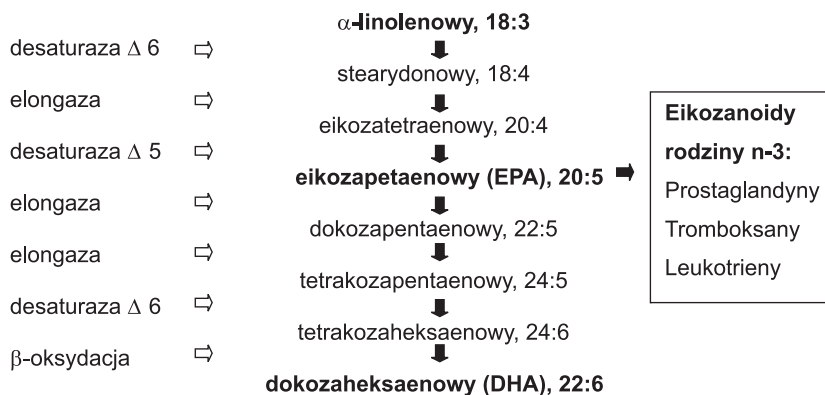 α-linolenowy, 18:3
desaturaza Δ 6
stearydonowy, 18:4
elongaza
eikozatetraenowy, 20:4
desaturaza Δ 5
eikozapetaenowy (EPA), 20:5
elongaza
dokozapentaenowy, 22:5
elongaza
tetrakozapentaenowy, 24:5
desaturaza Δ 6
tetrakozaheksaenowy, 24:6
β-oksydacja
dokozaheksaenowy (DHA), 22:6
Eikozanoidy
rodziny n-3:
Prostaglandyny
Tromboksany
Leukotrieny